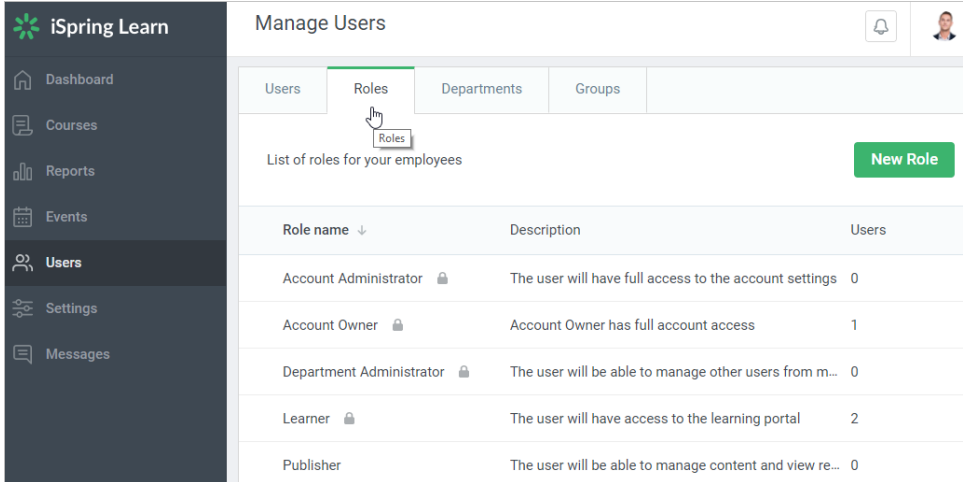 iSpring Learn
Manage Users
Dashboard
Courses
Reports
Events
Users
Settings
Messages
Users Roles Departments Groups
Roles
List of roles for your employees
New Role
Role name ↓ Description Users
Account Administrator The user will have full access to the account settings 0
Account Owner Account Owner has full account access 1
Department Administrator The user will be able to manage other users from m... 0
Learner The user will have access to the learning portal 2
Publisher The user will be able to manage content and view re... 0